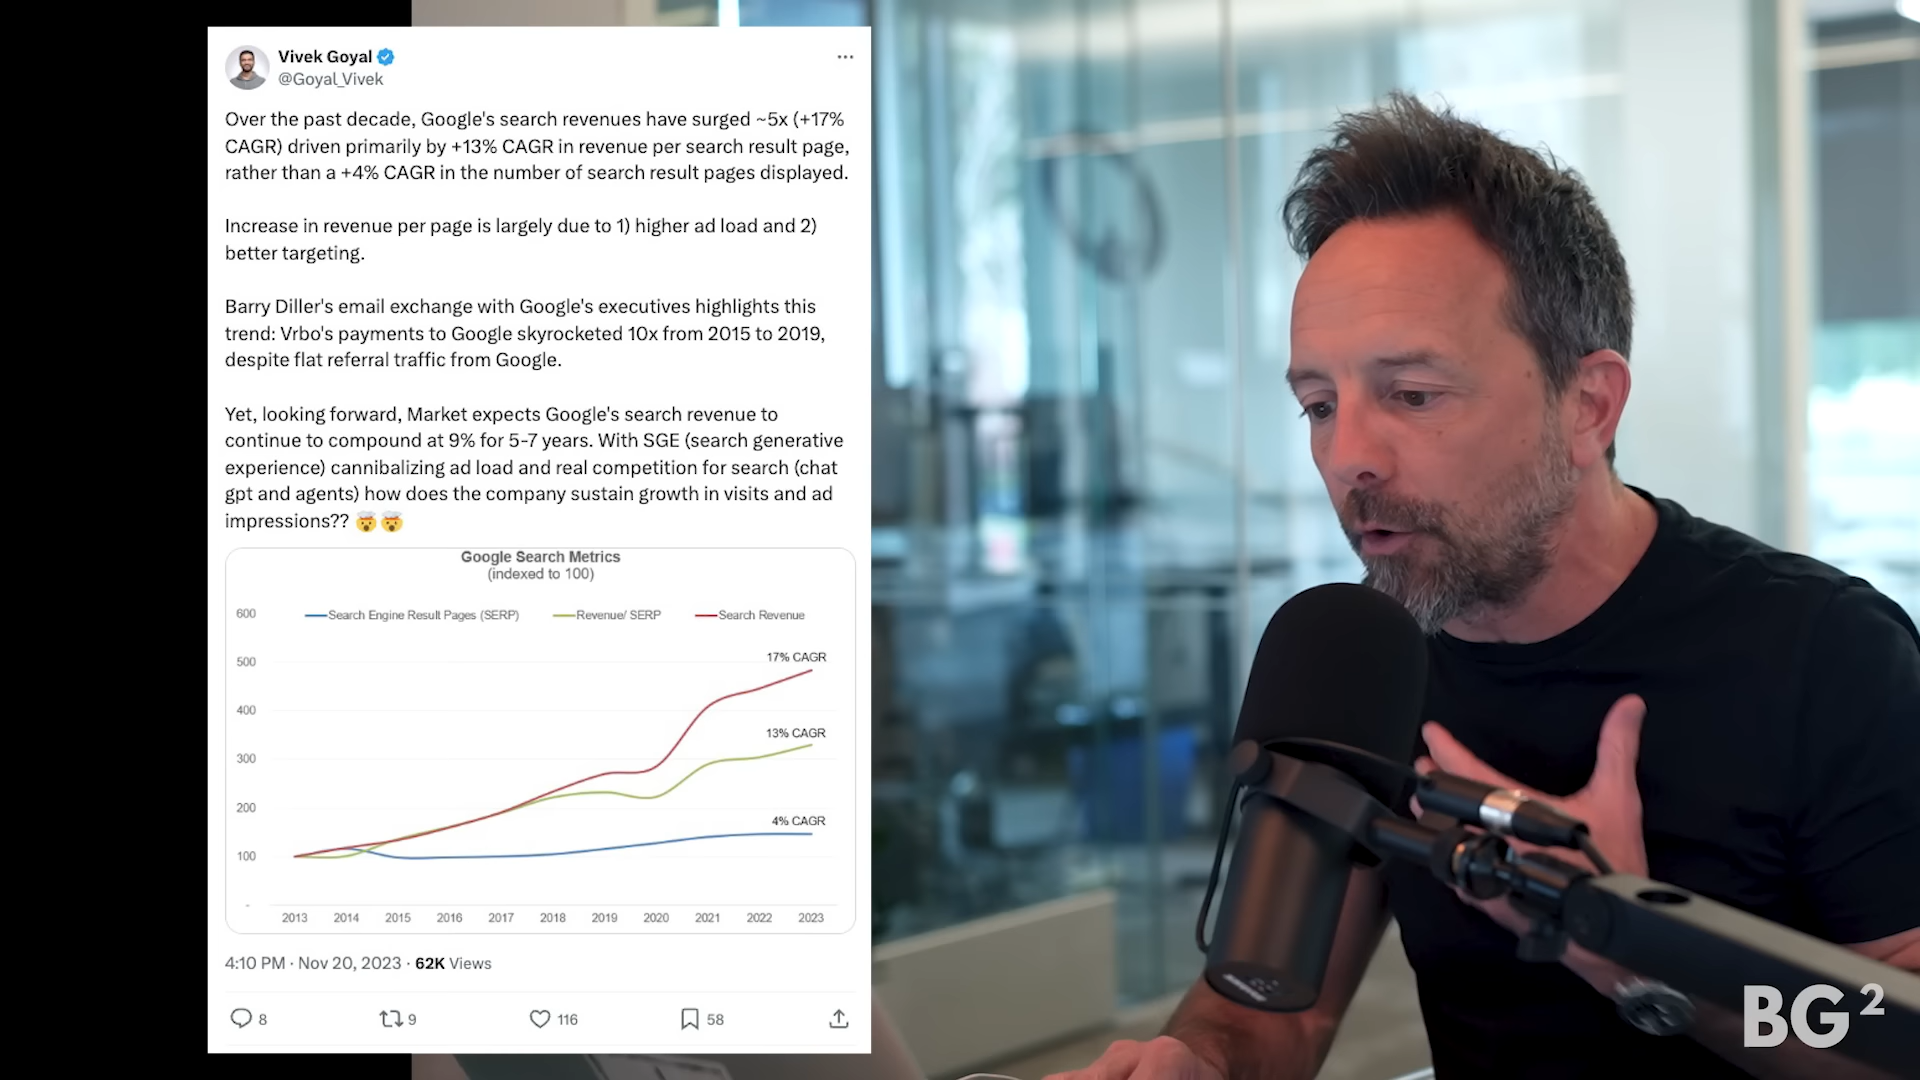 Vivek Goyal
@Goyal_Vivek
Over the past decade, Google's search revenues have surged ~5x (+17%
CAGR) driven primarily by +13% CAGR in revenue per search result page,
rather than a +4% CAGR in the number of search result pages displayed.
Increase in revenue per page is largely due to 1) higher ad load and 2)
better targeting.
Barry Diller's email exchange with Google's executives highlights this
trend: Vrbo's payments to Google skyrocketed 10x from 2015 to 2019,
despite flat referral traffic from Google.
Yet, looking forward, Market expects Google's search revenue to
continue to compound at 9% for 5-7 years. With SGE (search generative
experience) cannibalizing ad load and real competition for search (chat
gpt and agents) how does the company sustain growth in visits and ad
impressions?? 🤯🤯
Google Search Metrics
(indexed to 100)
600
Search Engine Result Pages (SERP) Revenue/ SERP Search Revenue
500
17% CAGR
400
13% CAGR
300
200
4% CAGR
100
-
2013 2014 2015 2016 2017 2018 2019 2020 2021 2022 2023
4:10 PM · Nov 20, 2023 · 62K Views
8 9 116 58
BG2